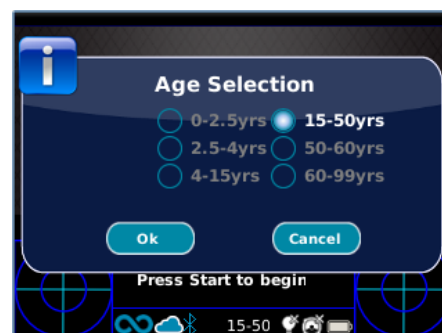 i
Age Selection
0-2.5yrs 15-50yrs
2.5-4yrs 50-60yrs
4-15yrs 60-99yrs
Ok Cancel
Press Start to begin
15-50